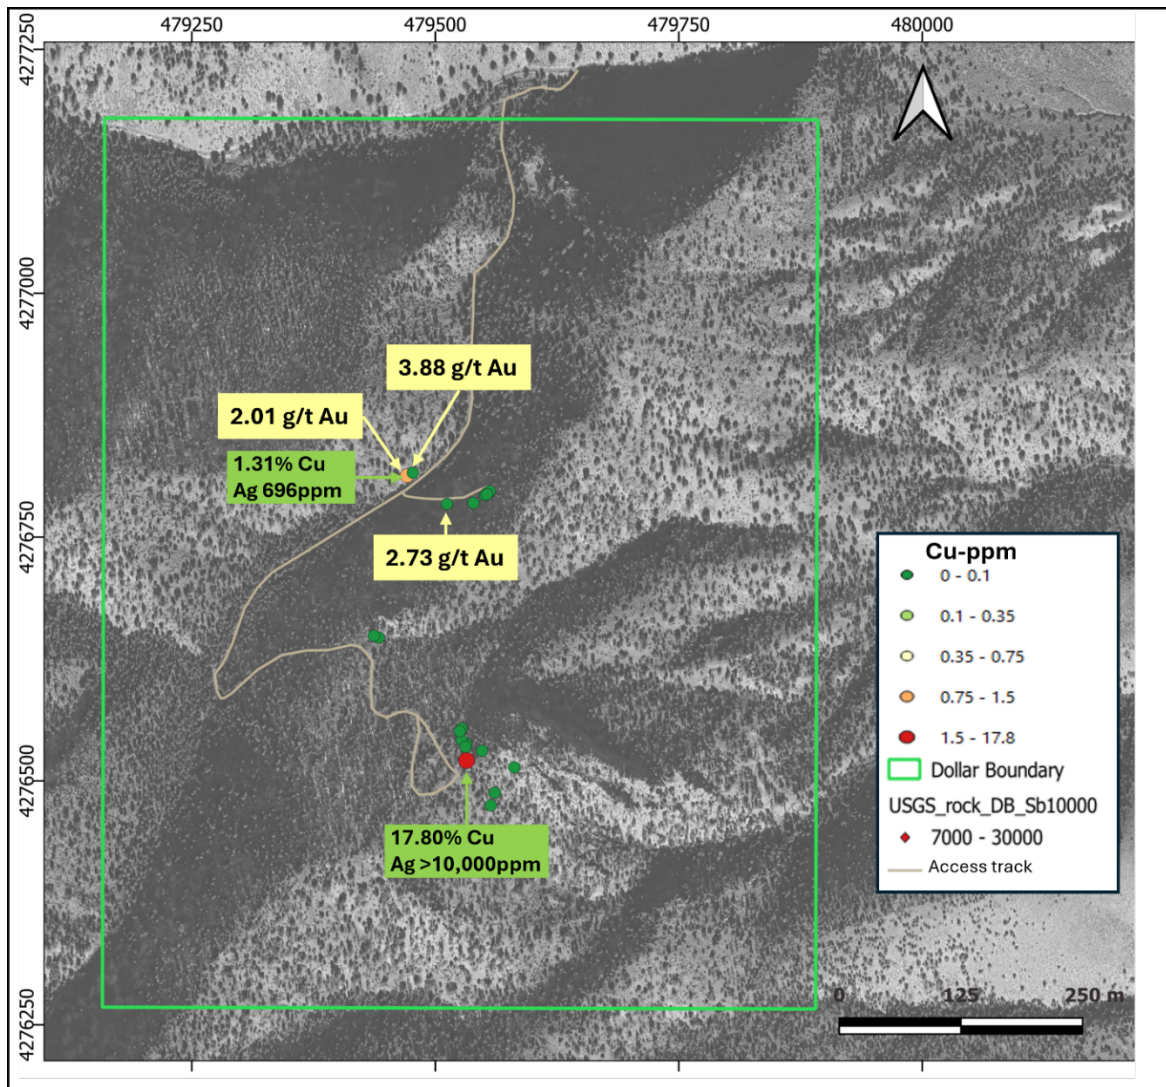 479250
479500
479750
480000
4277250
4277000
4276750
4276500
4276250
3.88 g/t Au
2.01 g/t Au
1.31% Cu
Ag 696ppm
2.73 g/t Au
17.80% Cu
Ag >10,000ppm
Cu-ppm
0 - 0.1
0.1 - 0.35
0.35 - 0.75
0.75 - 1.5
1.5 - 17.8
Dollar Boundary
USGS_rock_DB_Sb10000
7000 - 30000
Access track
0 125 250 m